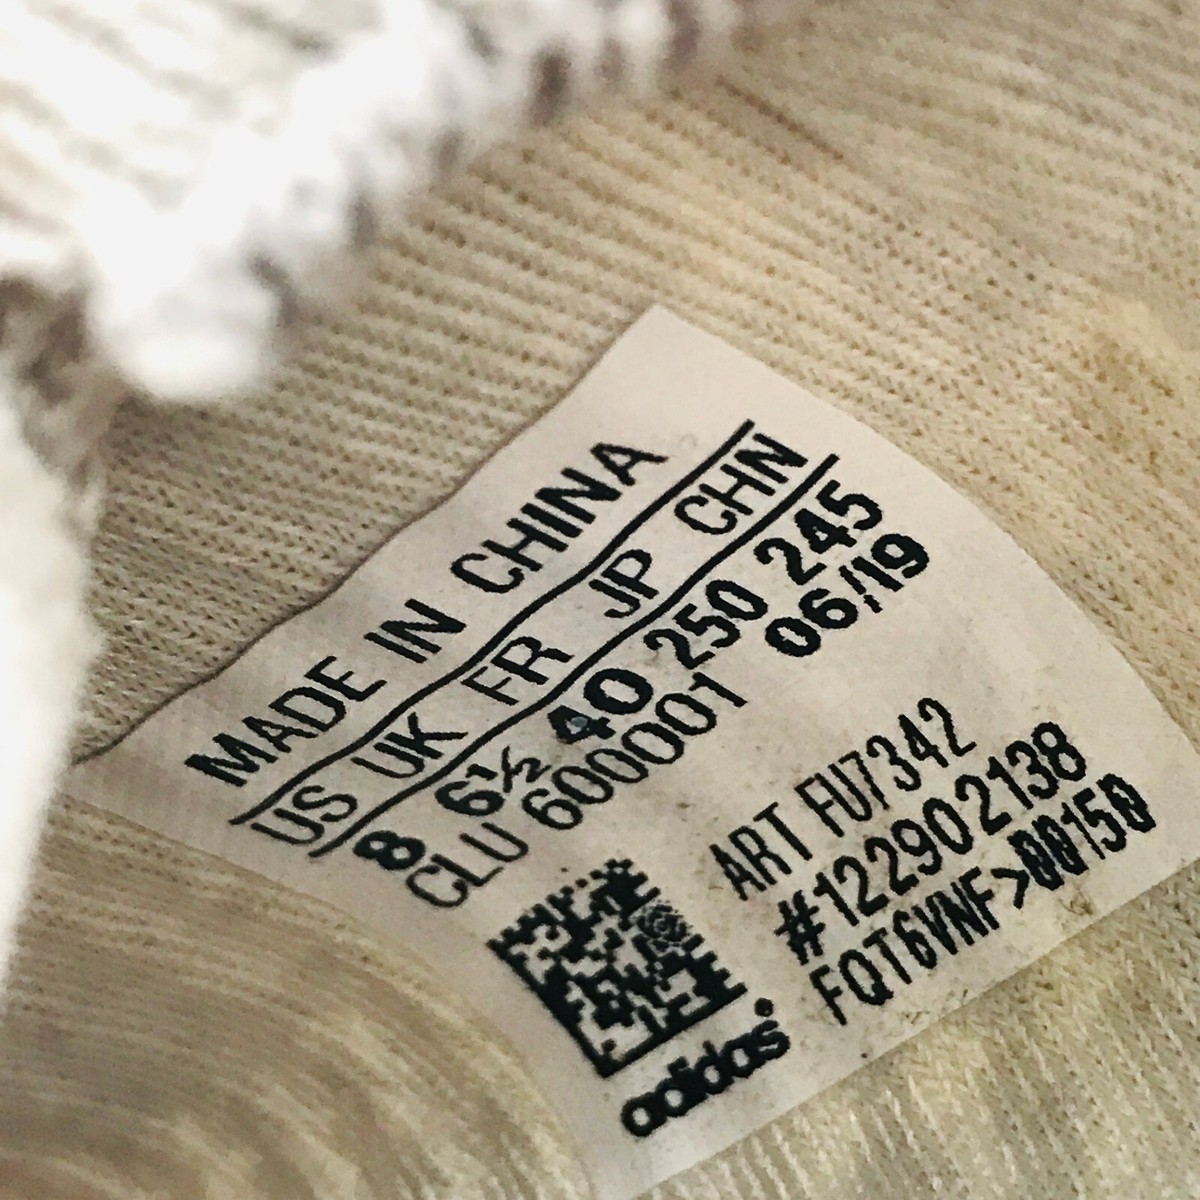 MADE IN CHINA
US UK FR JP CHN
8 6½ 40 250 245
CLU 600001 06/19
ART FU7342
#122902138
FQT6VNF>00150
adidas®